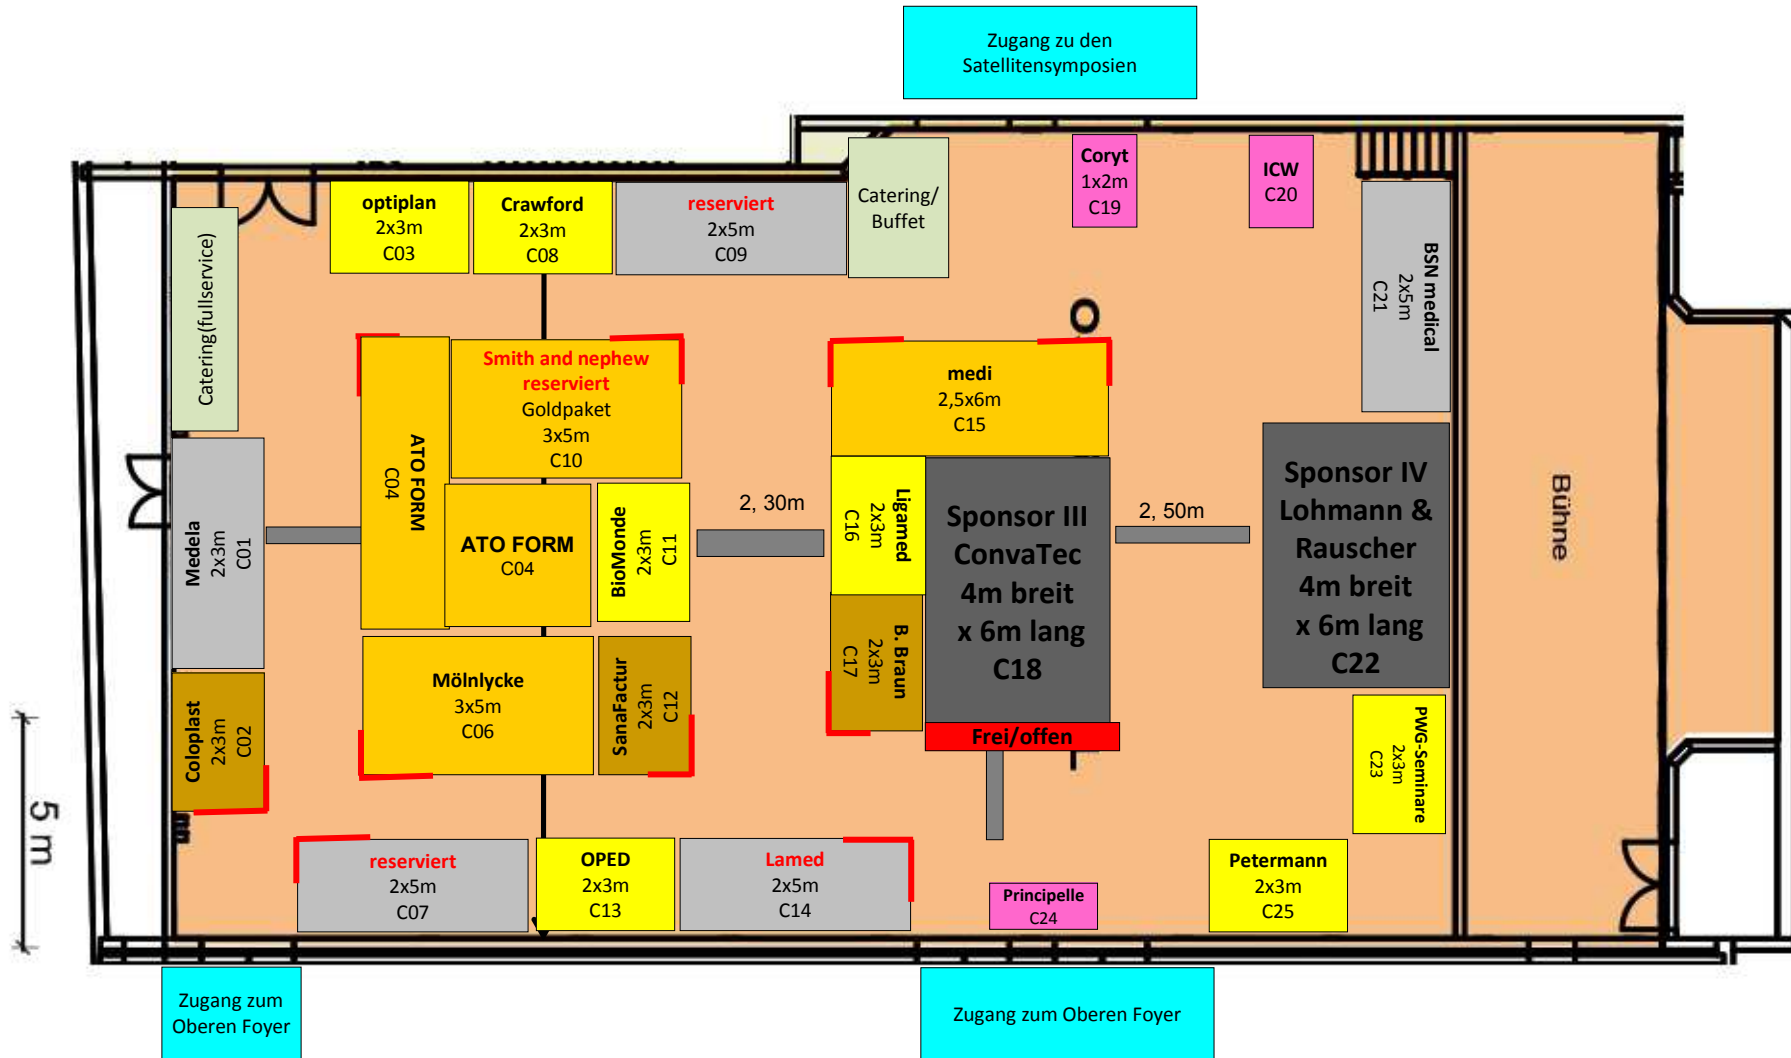 Zugang zu den
Satellitensymposien
optiplan
2x3m
C03
Crawford
2x3m
C08
reserviert
2x5m
C09
Catering/
Buffet
Coryt
1x2m
C19
ICW
C20
BSN medical
2x5m
C21
Catering(fullservice)
ATO FORM
C04
Smith and nephew
reserviert
Goldpaket
3x5m
C10
medi
2,5x6m
C15
Medela
2x3m
C01
ATO FORM
C04
BioMonde
2x3m
C11
2, 30m
Ligamed
2x3m
C16
Sponsor III
ConvaTec
4m breit
x 6m lang
C18
2, 50m
Sponsor IV
Lohmann &
Rauscher
4m breit
x 6m lang
C22
Bühne
Coloplast
2x3m
C02
Mölnlycke
3x5m
C06
SanaFactur
2x3m
C12
B. Braun
2x3m
C17
Frei/offen
PWG-Seminare
2x3m
C23
5 m
reserviert
2x5m
C07
OPED
2x3m
C13
Lamed
2x5m
C14
Principelle
C24
Petermann
2x3m
C25
Zugang zum
Oberen Foyer
Zugang zum Oberen Foyer